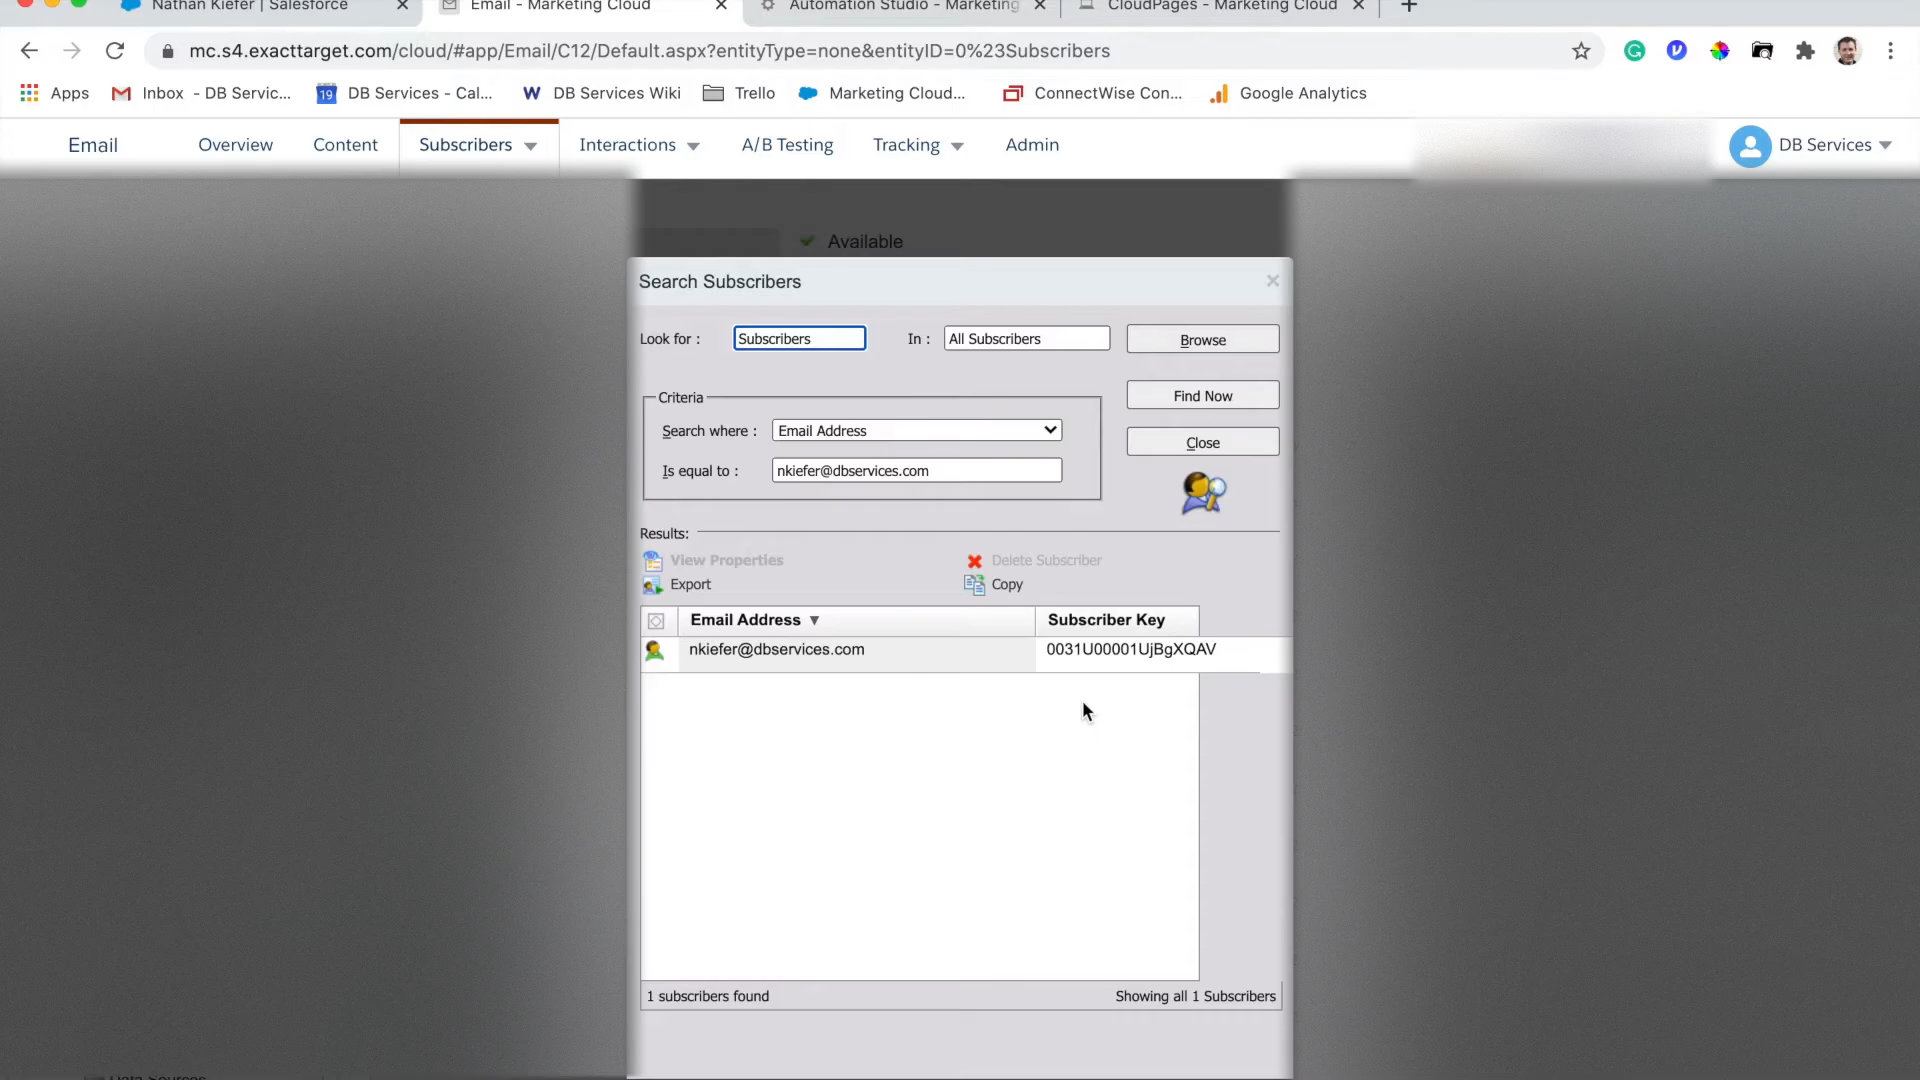 Nathan Kiefer | Salesforce
Email - Marketing Cloud
Automation Studio - Marketing
CloudPages - Marketing Cloud
mc.s4.exacttarget.com/cloud/#app/Email/C12/Default.aspx?entityType=none&entityID=0%23Subscribers
Apps
Inbox - DB Servic...
19
DB Services - Cal...
W DB Services Wiki
Trello
Marketing Cloud...
ConnectWise Con...
Google Analytics
Email
Overview
Content
Subscribers
Interactions
A/B Testing
Tracking
Admin
DB Services
Available
Search Subscribers
Look for :
Subscribers
In :
All Subscribers
Browse
Criteria
Find Now
Search where :
Email Address
Close
Is equal to :
nkiefer@dbservices.com
Results:
View Properties
Delete Subscriber
Export
Copy
Email Address
Subscriber Key
nkiefer@dbservices.com
0031U00001UjBgXQAV
1 subscribers found
Showing all 1 Subscribers
Data Sources